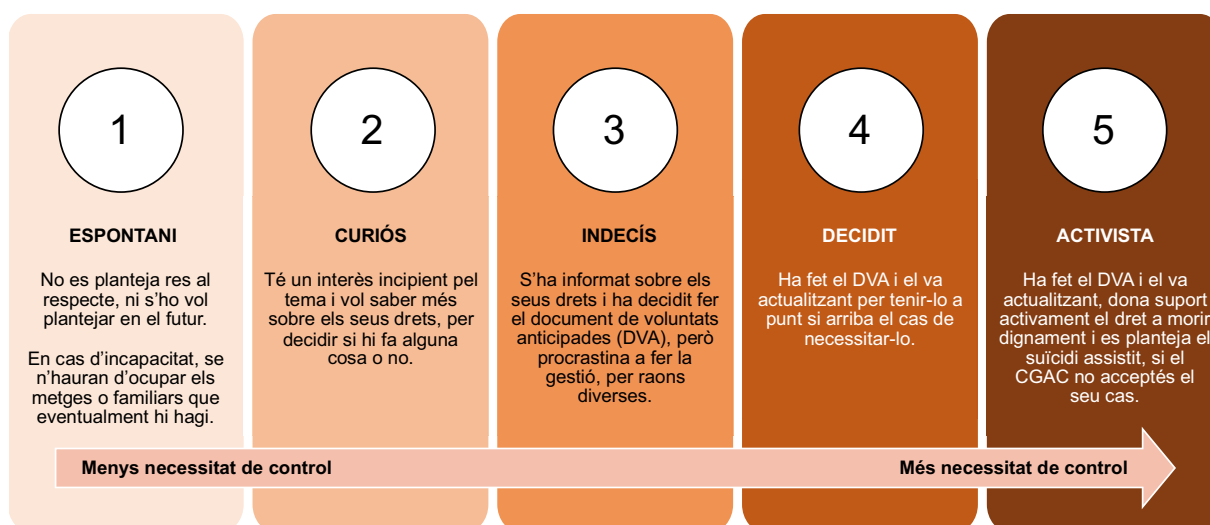 1
ESPONTANI
No es planteja res al
respecte, ni s'ho vol
plantejar en el futur.
En cas d'incapacitat, se
n'hauran d'ocupar els
metges o familiars que
eventualment hi hagi.
2
CURIÓS
Té un interès incipient pel
tema i vol saber més
sobre els seus drets, per
decidir si hi fa alguna
cosa o no.
3
INDECÍS
S'ha informat sobre els
seus drets i ha decidit fer
el document de voluntats
anticipades (DVA), però
procrastina a fer la
gestió, per raons
diverses.
4
DECIDIT
Ha fet el DVA i el va
actualitzant per tenir-lo a
punt si arriba el cas de
necessitar-lo.
5
ACTIVISTA
Ha fet el DVA i el va
actualitzant, dona suport
activament el dret a morir
dignament i es planteja el
suïcidi assistit, si el
CGAC no acceptés el
seu cas.
Menys necessitat de control
Més necessitat de control